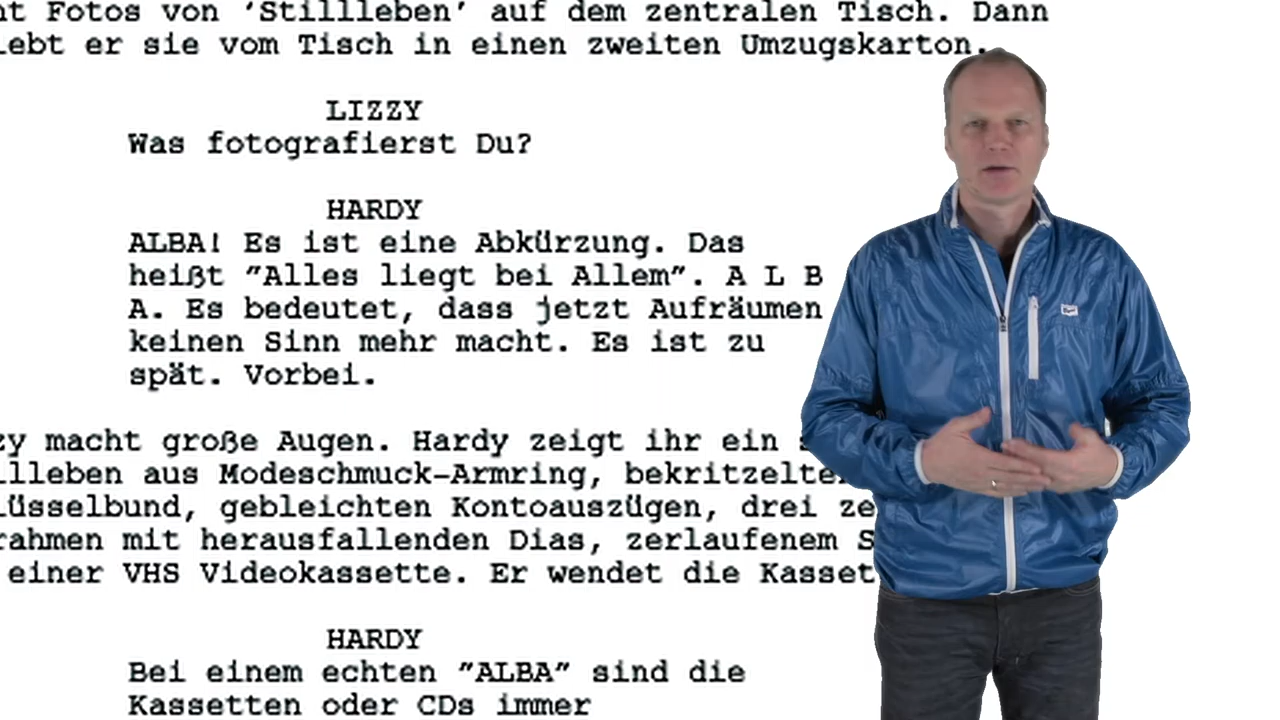 Fotos von ‘Stillleben’ auf dem zentralen Tisch. Dann
er sie vom Tisch in einen zweiten Umzugskarton.
LIZZY
Was fotografierst Du?
HARDY
ALBA! Es ist eine Abkürzung. Das
heißt ”Alles liegt bei Allem”. A L B
A. Es bedeutet, dass jetzt Aufräumen
keinen Sinn mehr macht. Es ist zu
spät. Vorbei.
macht große Augen. Hardy zeigt ihr ein
aus Modeschmuck-Armring,
gebleichten Kontoauszügen, drei
mit herausfallenden Dias, zerlaufenem
einer VHS Videokassette. Er wendet die
HARDY
Bei einem echten ”ALBA” sind die
Kassetten oder CDs immer